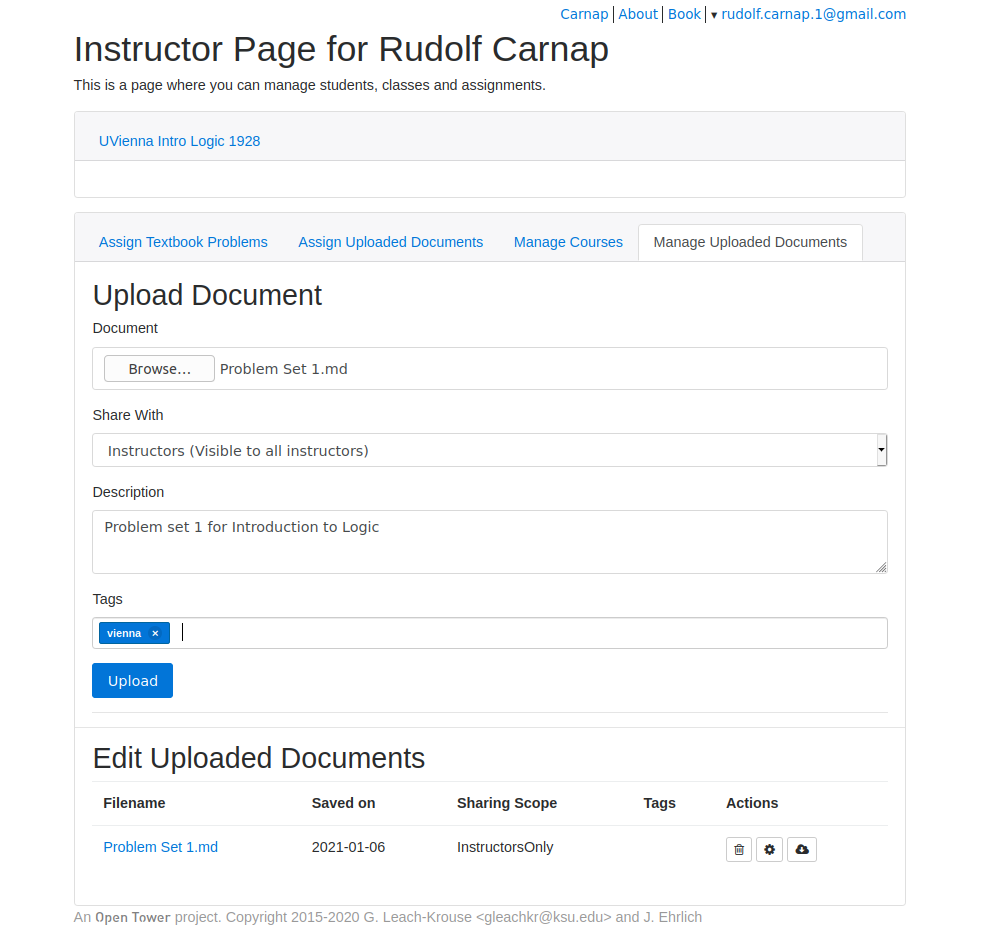 Carnap | About | Book | ▾ rudolf.carnap.1@gmail.com
Instructor Page for Rudolf Carnap
This is a page where you can manage students, classes and assignments.
UVienna Intro Logic 1928
Assign Textbook Problems Assign Uploaded Documents Manage Courses Manage Uploaded Documents
Upload Document
Document
Browse... Problem Set 1.md
Share With
Instructors (Visible to all instructors)
Description
Problem set 1 for Introduction to Logic
Tags
vienna ×
Upload
Edit Uploaded Documents
Filename Saved on Sharing Scope Tags Actions
Problem Set 1.md 2021-01-06 InstructorsOnly
An Open Tower project. Copyright 2015-2020 G. Leach-Krouse <gleachkr@ksu.edu> and J. Ehrlich